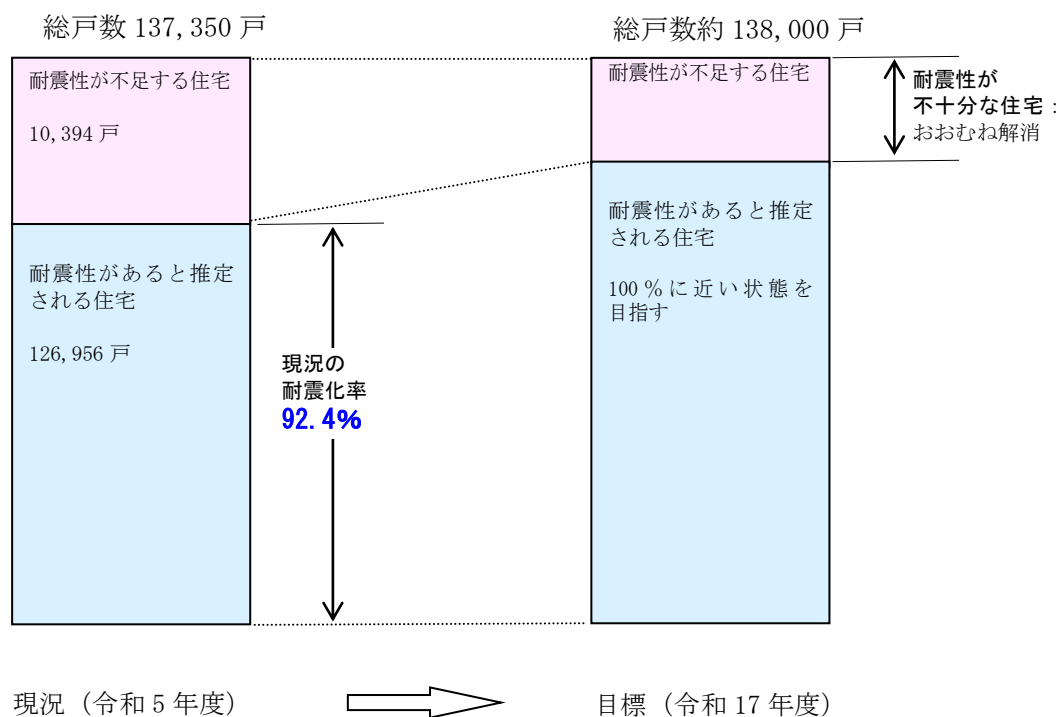 総戸数 137,350 戸
耐震性が不足する住宅
10,394 戸
耐震性があると推定
される住宅
126,956 戸
現況の
耐震化率
92.4%
総戸数約 138,000 戸
耐震性が不足する住宅
耐震性があると推定
される住宅
100％に近い状態を
目指す
耐震性が
不十分な住宅：
おおむね解消
現況（令和 5 年度）
目標（令和 17 年度）